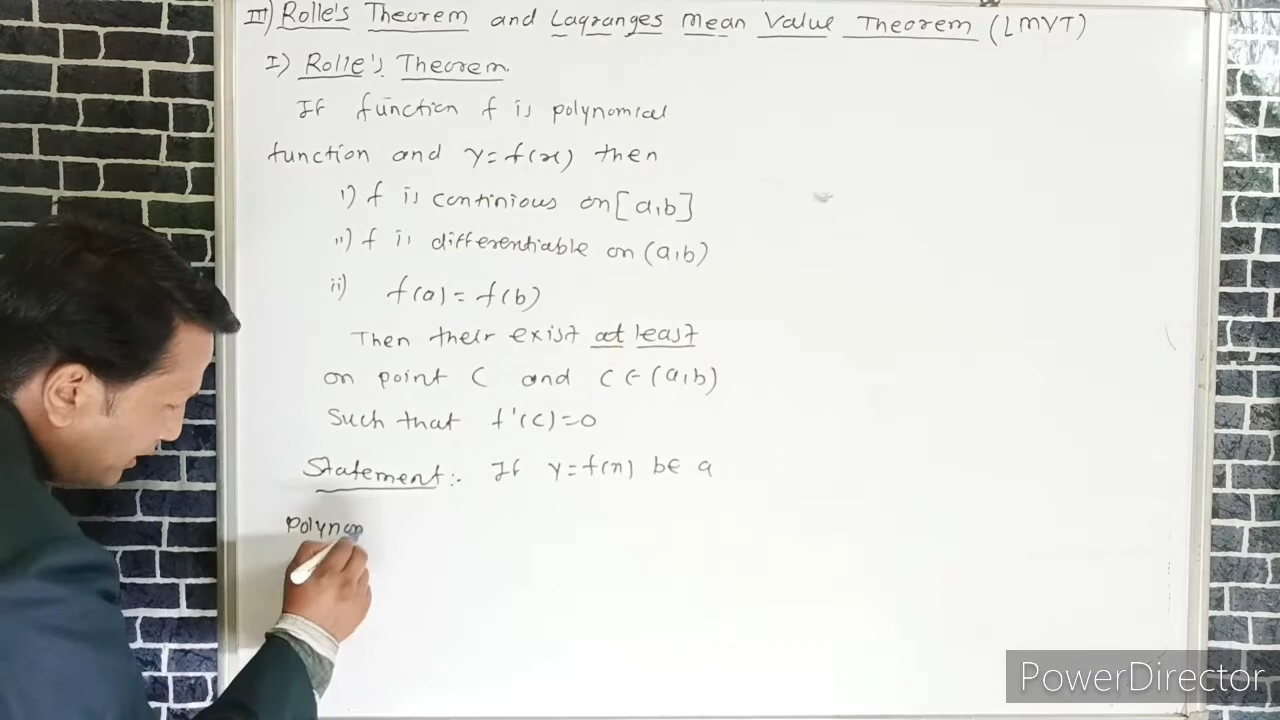 III) Rolle's Theorem and Lagranges Mean Value Theorem (LMVT)
I) Rolle's Theorem.
If function f is polynomial
function and y=f(x) then
i) f is continious on [a,b]
ii) f is differentiable on (a,b)
ii) f(a) = f(b)
Then their exist at least
on point C and C ∈ (a,b)
Such that f'(c)=0
Statement:- If y=f(x) be a
Polynom
PowerDirector